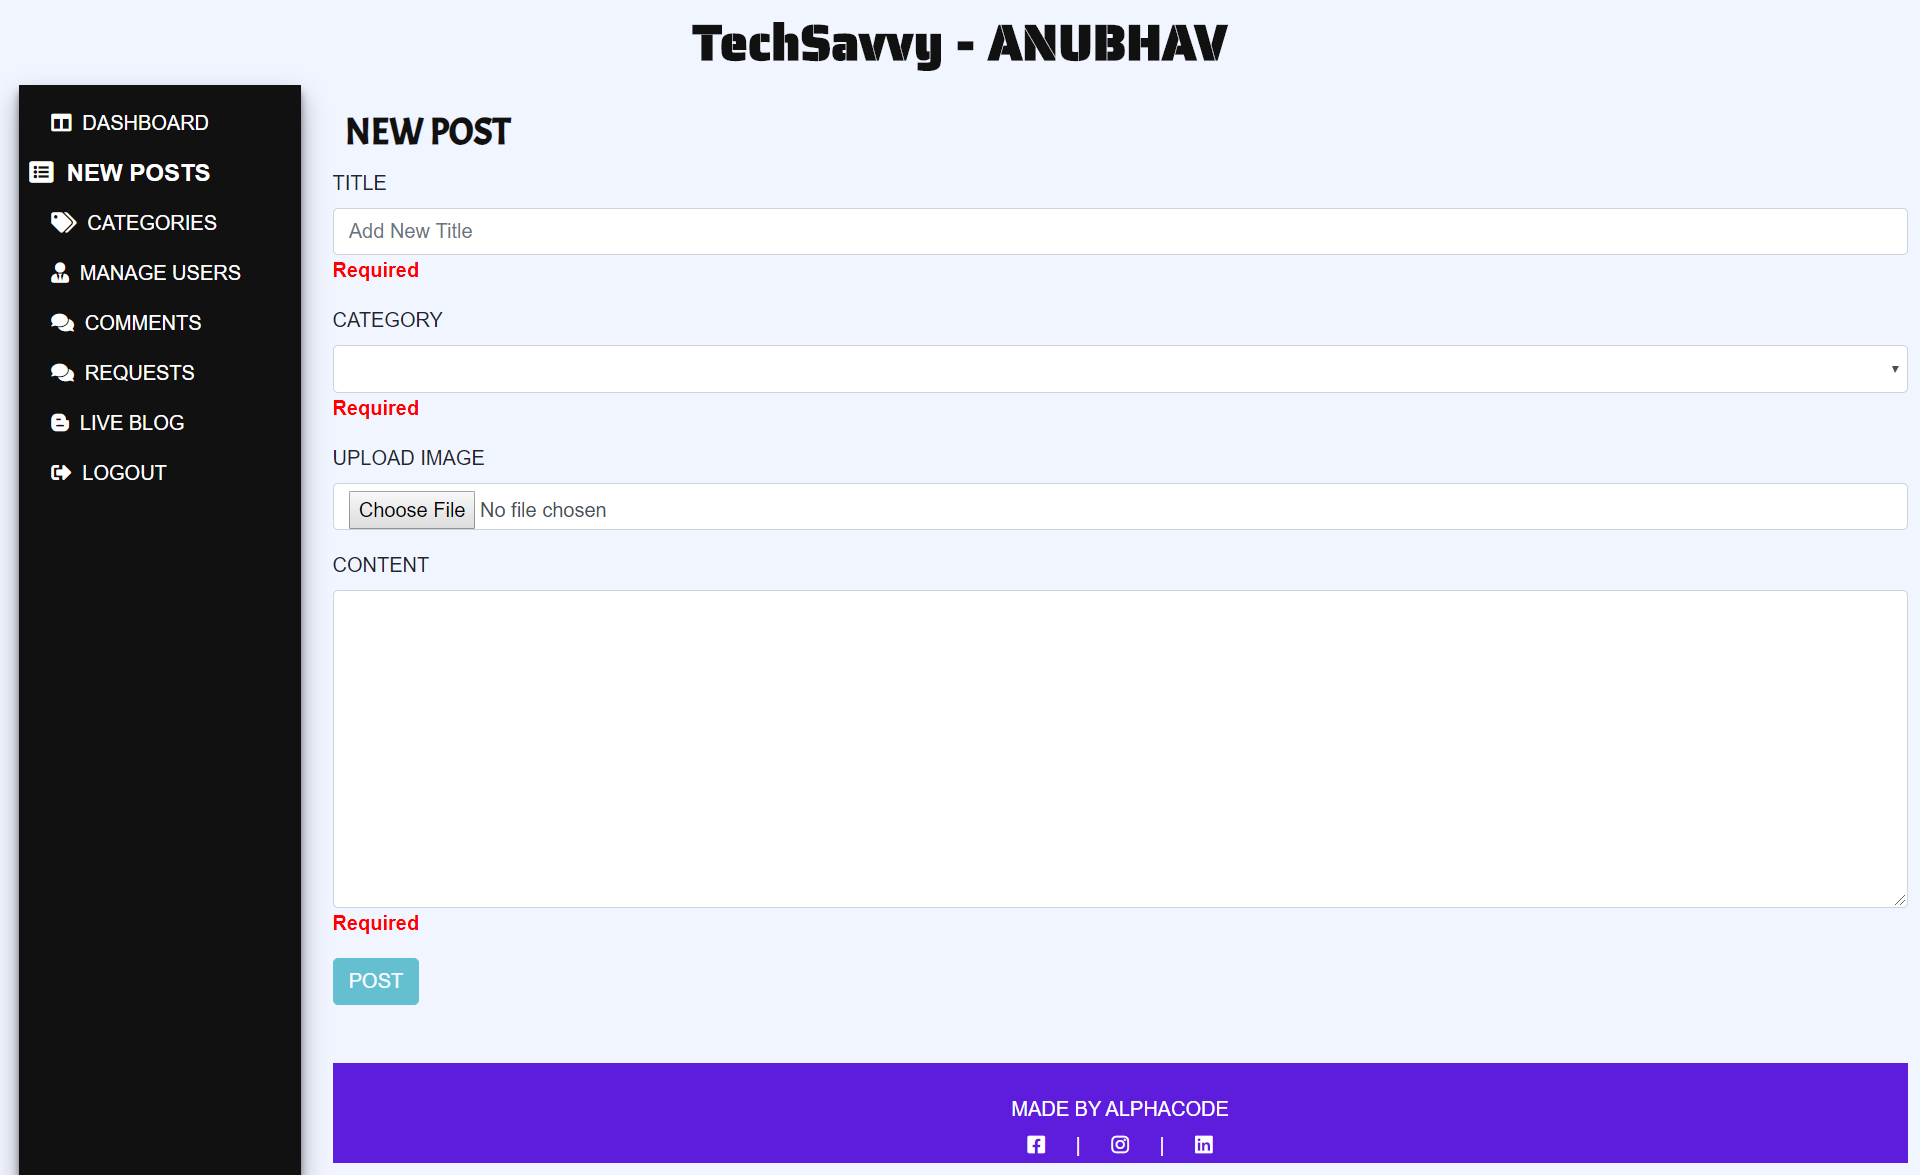 TechSavvy - ANUBHAV
DASHBOARD
NEW POSTS
CATEGORIES
MANAGE USERS
COMMENTS
REQUESTS
LIVE BLOG
LOGOUT
NEW POST
TITLE
Add New Title
Required
CATEGORY
Required
UPLOAD IMAGE
Choose File No file chosen
CONTENT
Required
POST
MADE BY ALPHACODE
| |